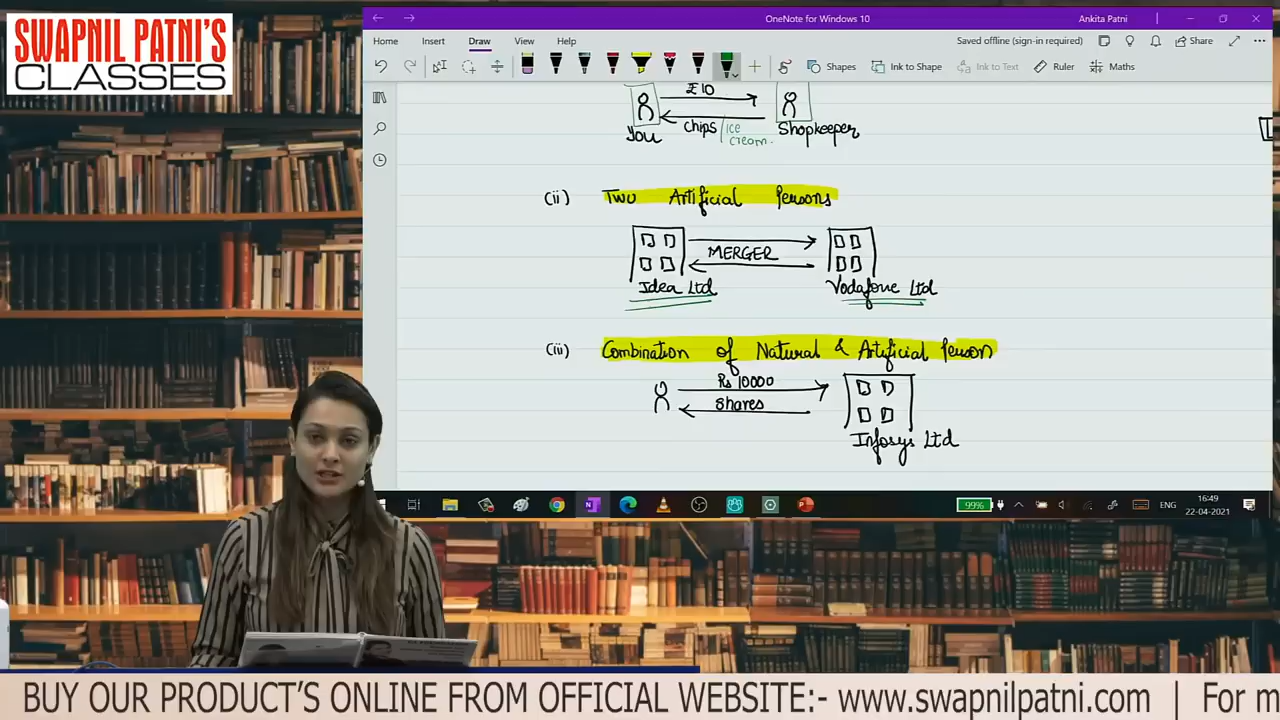 SWAPNIL PATNI'S
CLASSES
OneNote for Windows 10
Ankita Patni
Home Insert Draw View Help
Saved offline (sign-in required)
Share
Shapes
Ink to Shape
Ink to Text
Ruler
Maths
₹10
You
chips / ice cream.
Shopkeeper
(ii) Two Artificial Persons
MERGER
Idea Ltd
Vodafone Ltd
(iii) Combination of Natural & Artificial Person
Rs 10000
Shares
Infosys Ltd
99%
ENG
16:49
22-04-2021
BUY OUR PRODUCT'S ONLINE FROM OFFICIAL WEBSITE:- www.swapnilpatni.com | For m